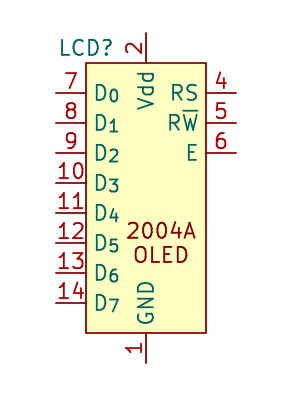 LCD?
2
Vdd
7 D0 RS 4
8 D1 RW̅ 5
9 D2 E 6
10 D3
11 D4
12 D5
13 D6
14 D7
2004A
OLED
GND
1